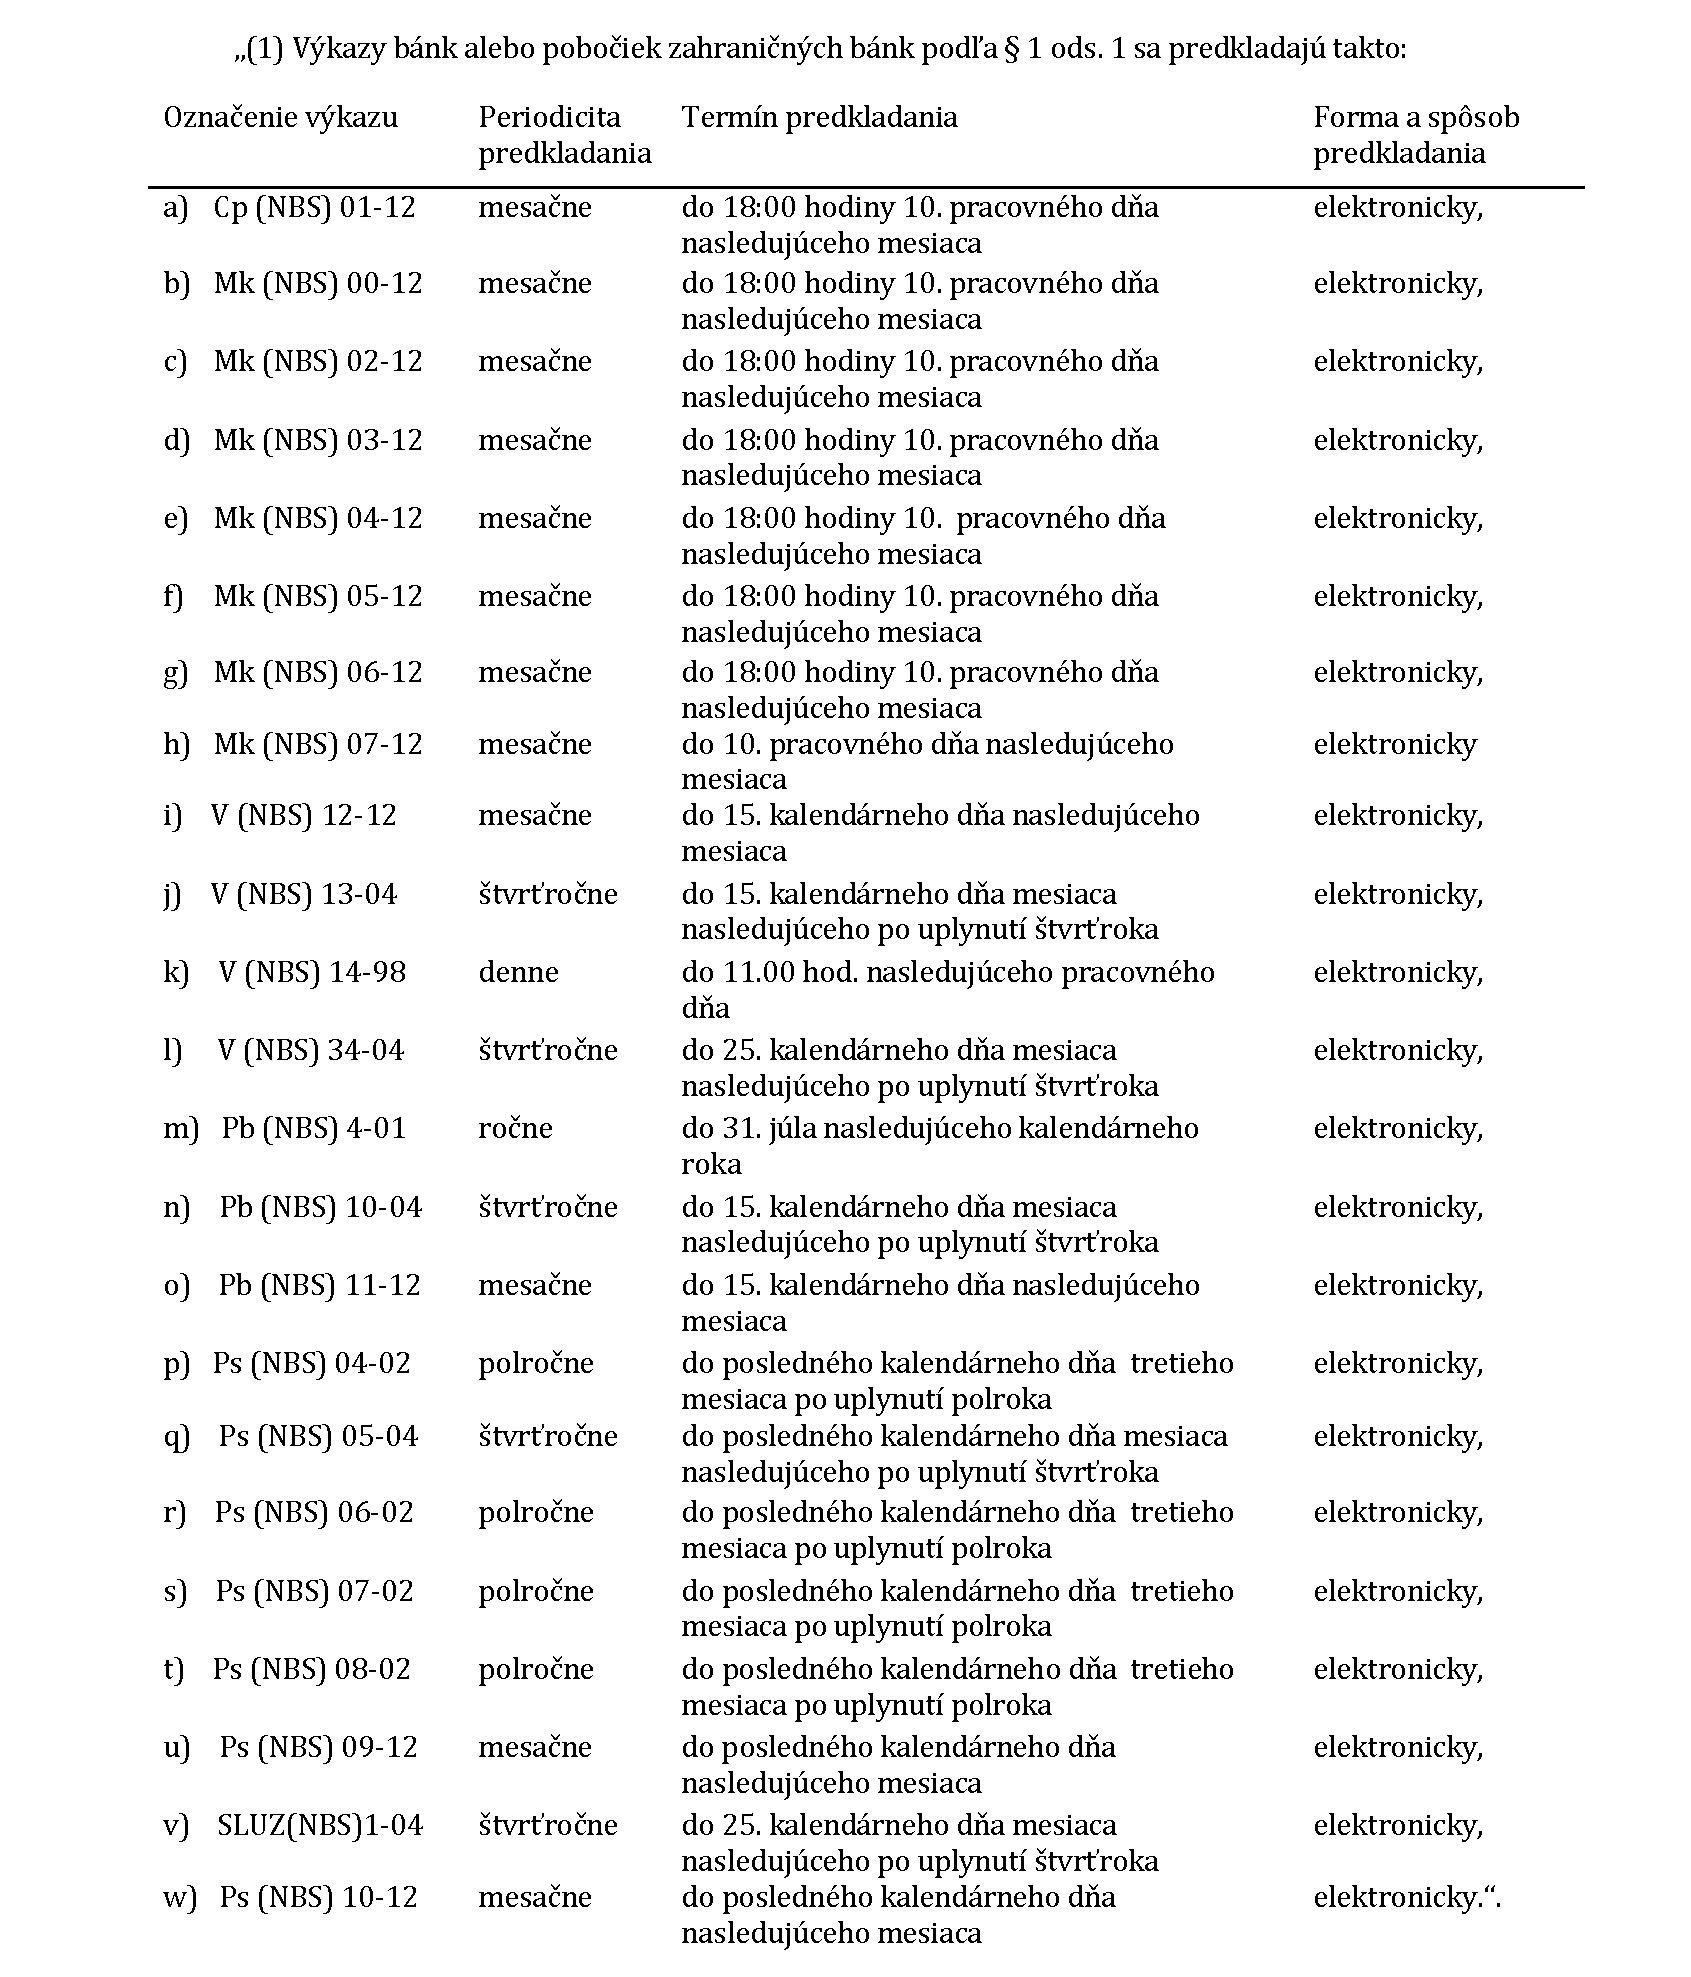 „(1) Výkazy bánk alebo pobočiek zahraničných bánk podľa § 1 ods. 1 sa predkladajú takto:
Označenie výkazu Periodicita predkladania Termín predkladania Forma a spôsob predkladania
a) Cp (NBS) 01-12 mesačne do 18:00 hodiny 10. pracovného dňa elektronicky,
nasledujúceho mesiaca
b) Mk (NBS) 00-12 mesačne do 18:00 hodiny 10. pracovného dňa elektronicky,
nasledujúceho mesiaca
c) Mk (NBS) 02-12 mesačne do 18:00 hodiny 10. pracovného dňa elektronicky,
nasledujúceho mesiaca
d) Mk (NBS) 03-12 mesačne do 18:00 hodiny 10. pracovného dňa elektronicky,
nasledujúceho mesiaca
e) Mk (NBS) 04-12 mesačne do 18:00 hodiny 10. pracovného dňa elektronicky,
nasledujúceho mesiaca
f) Mk (NBS) 05-12 mesačne do 18:00 hodiny 10. pracovného dňa elektronicky,
nasledujúceho mesiaca
g) Mk (NBS) 06-12 mesačne do 18:00 hodiny 10. pracovného dňa elektronicky,
nasledujúceho mesiaca
h) Mk (NBS) 07-12 mesačne do 10. pracovného dňa nasledujúceho elektronicky
mesiaca
i) V (NBS) 12-12 mesačne do 15. kalendárneho dňa nasledujúceho elektronicky,
mesiaca
j) V (NBS) 13-04 štvrťročne do 15. kalendárneho dňa mesiaca elektronicky,
nasledujúceho po uplynutí štvrťroka
k) V (NBS) 14-98 denne do 11.00 hod. nasledujúceho pracovného elektronicky,
dňa
l) V (NBS) 34-04 štvrťročne do 25. kalendárneho dňa mesiaca elektronicky,
nasledujúceho po uplynutí štvrťroka
m) Pb (NBS) 4-01 ročne do 31. júla nasledujúceho kalendárneho elektronicky,
roka
n) Pb (NBS) 10-04 štvrťročne do 15. kalendárneho dňa mesiaca elektronicky,
nasledujúceho po uplynutí štvrťroka
o) Pb (NBS) 11-12 mesačne do 15. kalendárneho dňa nasledujúceho elektronicky,
mesiaca
p) Ps (NBS) 04-02 polročne do posledného kalendárneho dňa tretieho elektronicky,
mesiaca po uplynutí polroka
q) Ps (NBS) 05-04 štvrťročne do posledného kalendárneho dňa mesiaca elektronicky,
nasledujúceho po uplynutí štvrťroka
r) Ps (NBS) 06-02 polročne do posledného kalendárneho dňa tretieho elektronicky,
mesiaca po uplynutí polroka
s) Ps (NBS) 07-02 polročne do posledného kalendárneho dňa tretieho elektronicky,
mesiaca po uplynutí polroka
t) Ps (NBS) 08-02 polročne do posledného kalendárneho dňa tretieho elektronicky,
mesiaca po uplynutí polroka
u) Ps (NBS) 09-12 mesačne do posledného kalendárneho dňa elektronicky,
nasledujúceho mesiaca
v) SLUZ(NBS)1-04 štvrťročne do 25. kalendárneho dňa mesiaca elektronicky,
nasledujúceho po uplynutí štvrťroka
w) Ps (NBS) 10-12 mesačne do posledného kalendárneho dňa elektronicky.“.
nasledujúceho mesiaca